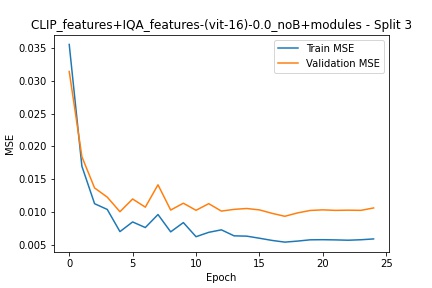 CLIP_features+IQA_features-(vit-16)-0.0_noB+modules - Split 3
Train MSE
Validation MSE
0.035
0.030
0.025
0.020
0.015
0.010
0.005
MSE
0 5 10 15 20 25
Epoch